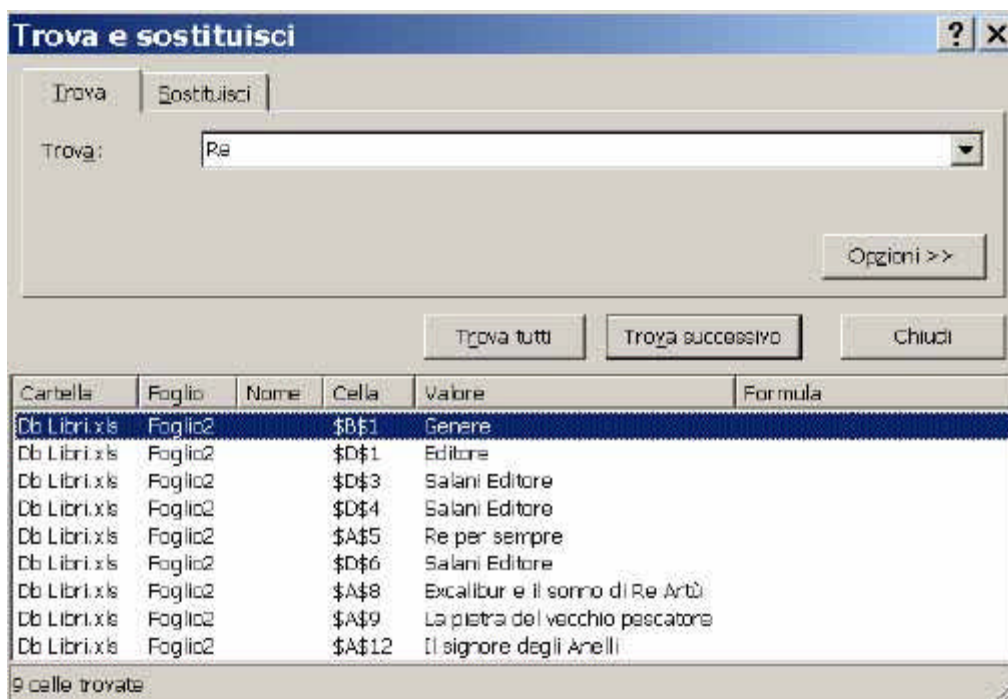 Trova e sostituisci
Trova
Sostituisci
Trova:
Re
Opzioni >>
Trova tutti
Trova successivo
Chiudi
Cartella Foglio Nome Cella Valore Formula
Db Libri.xls Foglio2 $B$1 Genere
Db Libri.xls Foglio2 $D$1 Editore
Db Libri.xls Foglio2 $D$3 Salani Editore
Db Libri.xls Foglio2 $D$4 Salani Editore
Db Libri.xls Foglio2 $A$5 Re per sempre
Db Libri.xls Foglio2 $D$6 Salani Editore
Db Libri.xls Foglio2 $A$8 Excalibur e il sonno di Re Artù
Db Libri.xls Foglio2 $A$9 La pietra del vecchio pescatore
Db Libri.xls Foglio2 $A$12 Il signore degli Anelli
9 celle trovate